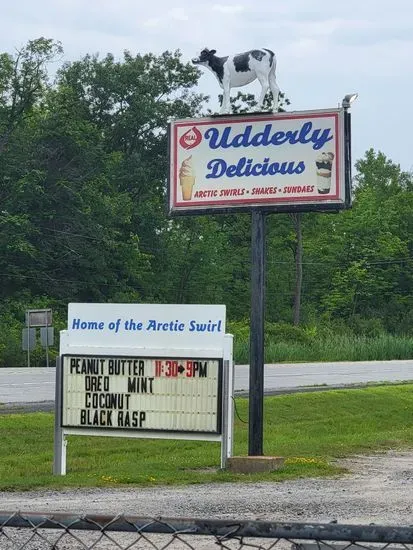 REAL
Udderly
Delicious
ARCTIC SWIRLS • SHAKES • SUNDAES
Home of the Arctic Swirl
PEANUT BUTTER 11:30➡9PM
OREO MINT
COCONUT
BLACK RASP